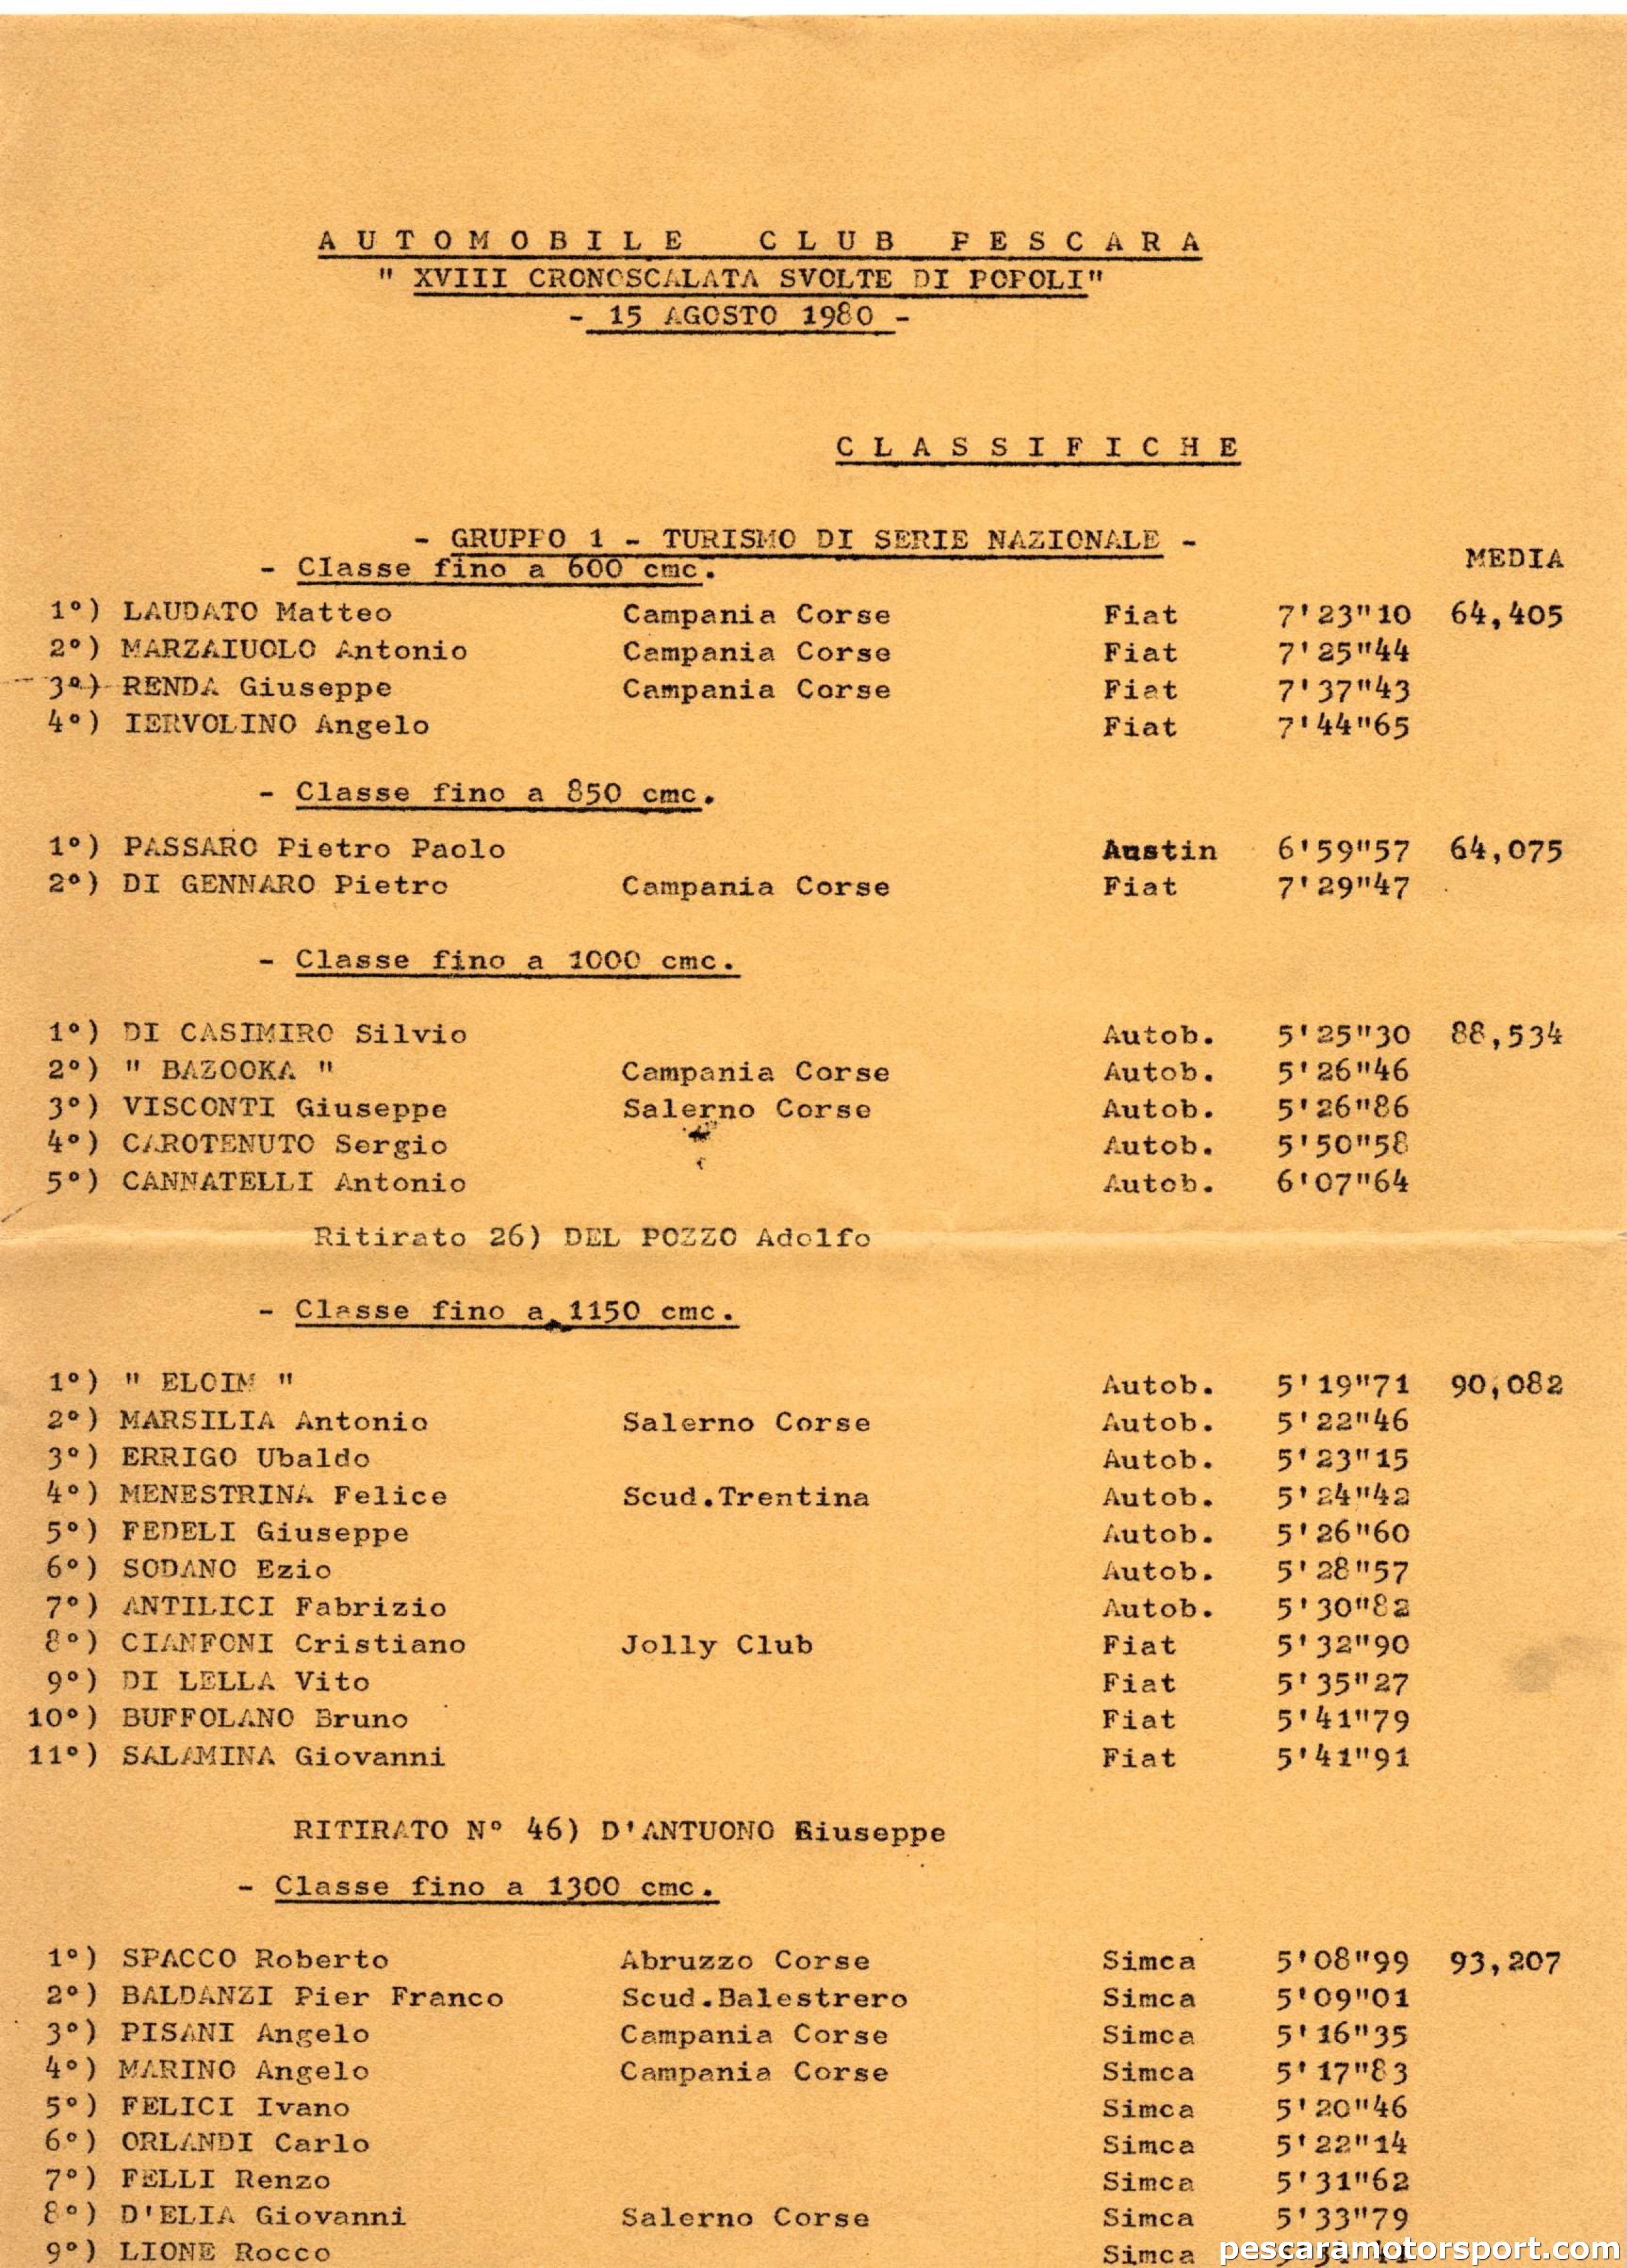 AUTOMOBILE CLUB PESCARA
" XVIII CRONOSCALATA SVOLTE DI POPOLI"
- 15 AGOSTO 1980 -
CLASSIFICHE
- GRUPPO 1 - TURISMO DI SERIE NAZIONALE -
- Classe fino a 600 cmc. MEDIA
1°) LAUDATO Matteo Campania Corse Fiat 7'23"10 64,405
2°) MARZAIUOLO Antonio Campania Corse Fiat 7'25"44
3°) RENDA Giuseppe Campania Corse Fiat 7'37"43
4°) IERVOLINO Angelo Fiat 7'44"65
- Classe fino a 850 cmc.
1°) PASSARO Pietro Paolo Austin 6'59"57 64,075
2°) DI GENNARO Pietro Campania Corse Fiat 7'29"47
- Classe fino a 1000 cmc.
1°) DI CASIMIRO Silvio Autob. 5'25"30 88,534
2°) " BAZOOKA " Campania Corse Autob. 5'26"46
3°) VISCONTI Giuseppe Salerno Corse Autob. 5'26"86
4°) CAROTENUTO Sergio Autob. 5'50"58
5°) CANNATELLI Antonio Autob. 6'07"64
Ritirato 26) DEL POZZO Adolfo
- Classe fino a 1150 cmc.
1°) " ELOIM " Autob. 5'19"71 90,082
2°) MARSILIA Antonio Salerno Corse Autob. 5'22"46
3°) ERRIGO Ubaldo Autob. 5'23"15
4°) MENESTRINA Felice Scud.Trentina Autob. 5'24"42
5°) FEDELI Giuseppe Autob. 5'26"60
6°) SODANO Ezio Autob. 5'28"57
7°) ANTILICI Fabrizio Autob. 5'30"82
8°) CIANFONI Cristiano Jolly Club Fiat 5'32"90
9°) DI LELLA Vito Fiat 5'35"27
10°) BUFFOLANO Bruno Fiat 5'41"79
11°) SALAMINA Giovanni Fiat 5'41"91
RITIRATO N° 46) D'ANTUONO Giuseppe
- Classe fino a 1300 cmc.
1°) SPACCO Roberto Abruzzo Corse Simca 5'08"99 93,207
2°) BALDANZI Pier Franco Scud.Balestrero Simca 5'09"01
3°) PISANI Angelo Campania Corse Simca 5'16"35
4°) MARINO Angelo Campania Corse Simca 5'17"83
5°) FELICI Ivano Simca 5'20"46
6°) ORLANDI Carlo Simca 5'22"14
7°) FELLI Renzo Simca 5'31"62
8°) D'ELIA Giovanni Salerno Corse Simca 5'33"79
9°) LIONE Rocco Simca
pescaramotorsport.com